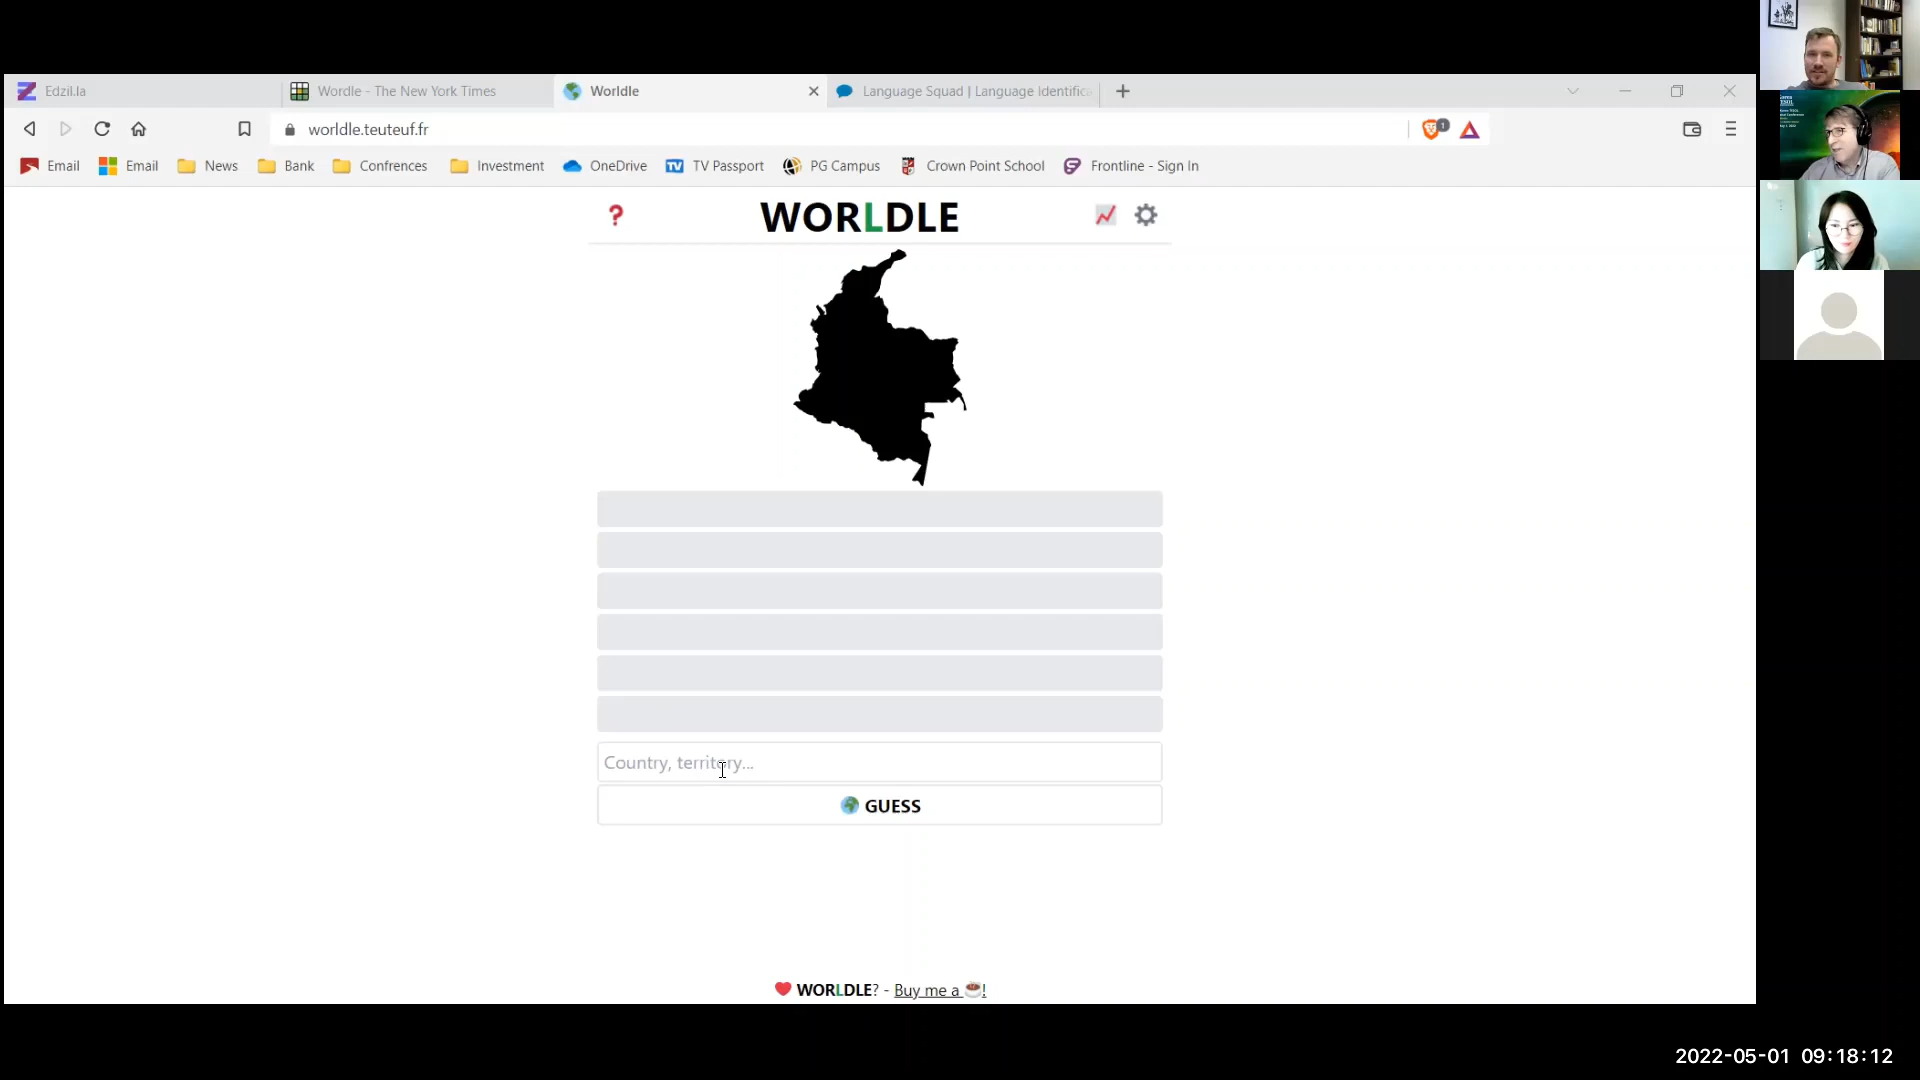 Edzil.la
Wordle - The New York Times
Worldle
Language Squad | Language Identifica
worldle.teuteuf.fr
1
Email
Email
News
Bank
Confrences
Investment
OneDrive
TV Passport
PG Campus
Crown Point School
Frontline - Sign In
? WORLDLE
Country, territory...
GUESS
WORLDLE? - Buy me a !
2022-05-01 09:18:12